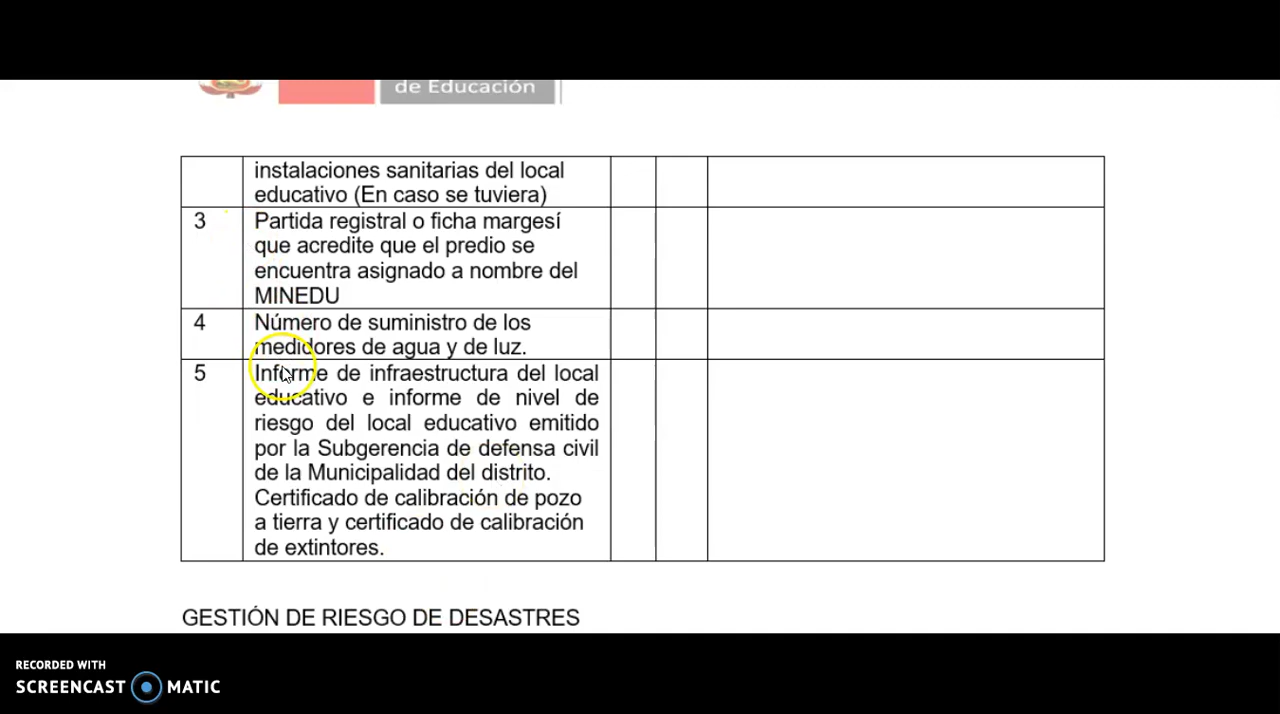 de Educación
instalaciones sanitarias del local
educativo (En caso se tuviera)
3 Partida registral o ficha margesí
que acredite que el predio se
encuentra asignado a nombre del
MINEDU
4 Número de suministro de los
medidores de agua y de luz.
5 Informe de infraestructura del local
educativo e informe de nivel de
riesgo del local educativo emitido
por la Subgerencia de defensa civil
de la Municipalidad del distrito.
Certificado de calibración de pozo
a tierra y certificado de calibración
de extintores.
GESTIÓN DE RIESGO DE DESASTRES
RECORDED WITH
SCREENCAST MATIC